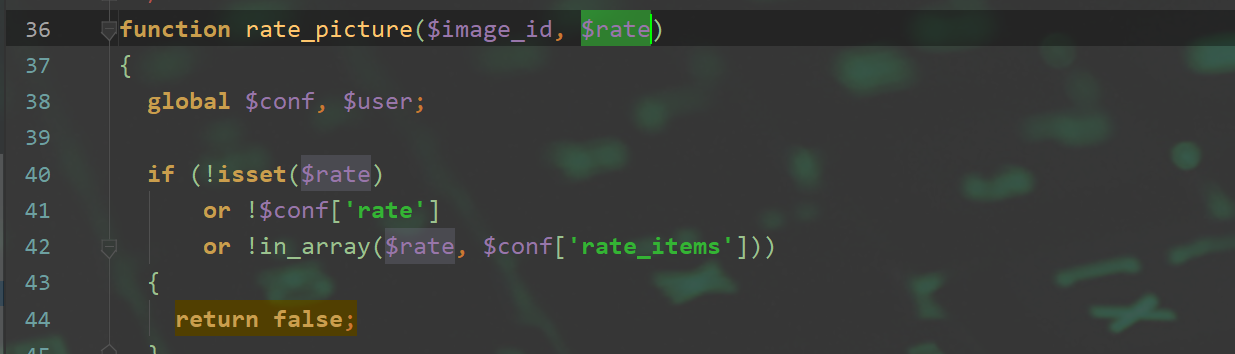 36 function rate_picture($image_id, $rate)
37 {
38 global $conf, $user;
39
40 if (!isset($rate)
41 or !$conf['rate']
42 or !in_array($rate, $conf['rate_items']))
43 {
44 return false;
45 }